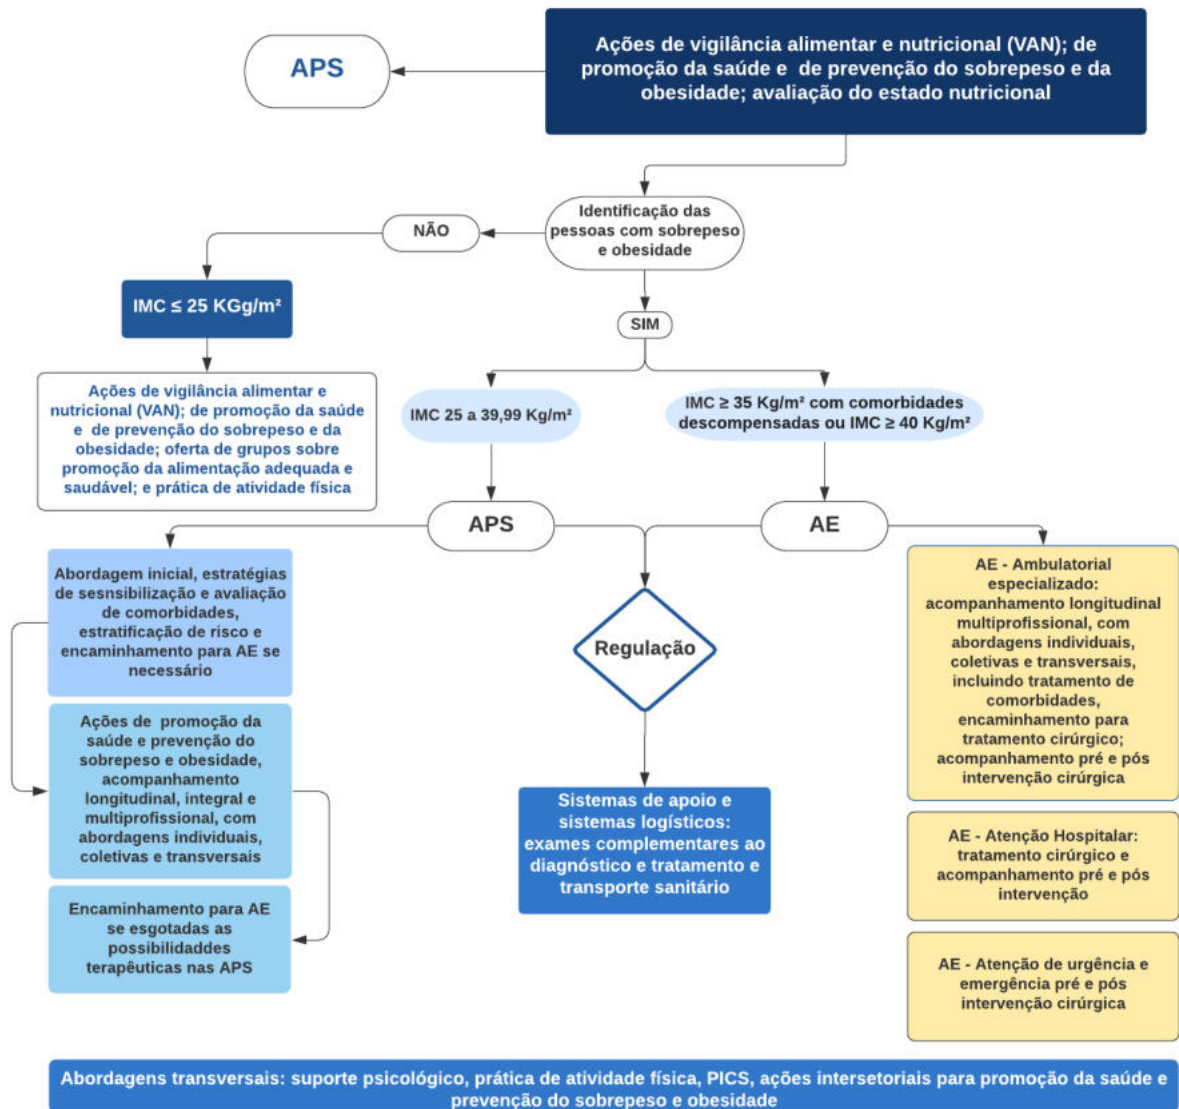 APS
Ações de vigilância alimentar e nutricional (VAN); de
promoção da saúde e de prevenção do sobrepeso e da
obesidade; avaliação do estado nutricional
Identificação das
pessoas com sobrepeso
e obesidade
NÃO
IMC ≤ 25 KGg/m²
SIM
Ações de vigilância alimentar e
nutricional (VAN); de promoção da saúde
e de prevenção do sobrepeso e da
obesidade; oferta de grupos sobre
promoção da alimentação adequada e
saudável; e prática de atividade física
IMC 25 a 39,99 Kg/m²
IMC ≥ 35 Kg/m² com comorbidades
descompensadas ou IMC ≥ 40 Kg/m²
APS
AE
Abordagem inicial, estratégias
de sesnsibilização e avaliação
de comorbidades,
estratificação de risco e
encaminhamento para AE se
necessário
Ações de promoção da
saúde e prevenção do
sobrepeso e obesidade,
acompanhamento
longitudinal, integral e
multiprofissional, com
abordagens individuais,
coletivas e transversais
Encaminhamento para AE
se esgotadas as
possibilidaddes
terapêuticas nas APS
Regulação
Sistemas de apoio e
sistemas logísticos:
exames complementares ao
diagnóstico e tratamento e
transporte sanitário
AE - Ambulatorial
especializado:
acompanhamento longitudinal
multiprofissional, com
abordagens individuais,
coletivas e transversais,
incluindo tratamento de
comorbidades,
encaminhamento para
tratamento cirúrgico;
acompanhamento pré e pós
intervenção cirúrgica
AE - Atenção Hospitalar:
tratamento cirúrgico e
acompanhamento pré e pós
intervenção
AE - Atenção de urgência e
emergência pré e pós
intervenção cirúrgica
Abordagens transversais: suporte psicológico, prática de atividade física, PICS, ações intersetoriais para promoção da saúde e
prevenção do sobrepeso e obesidade